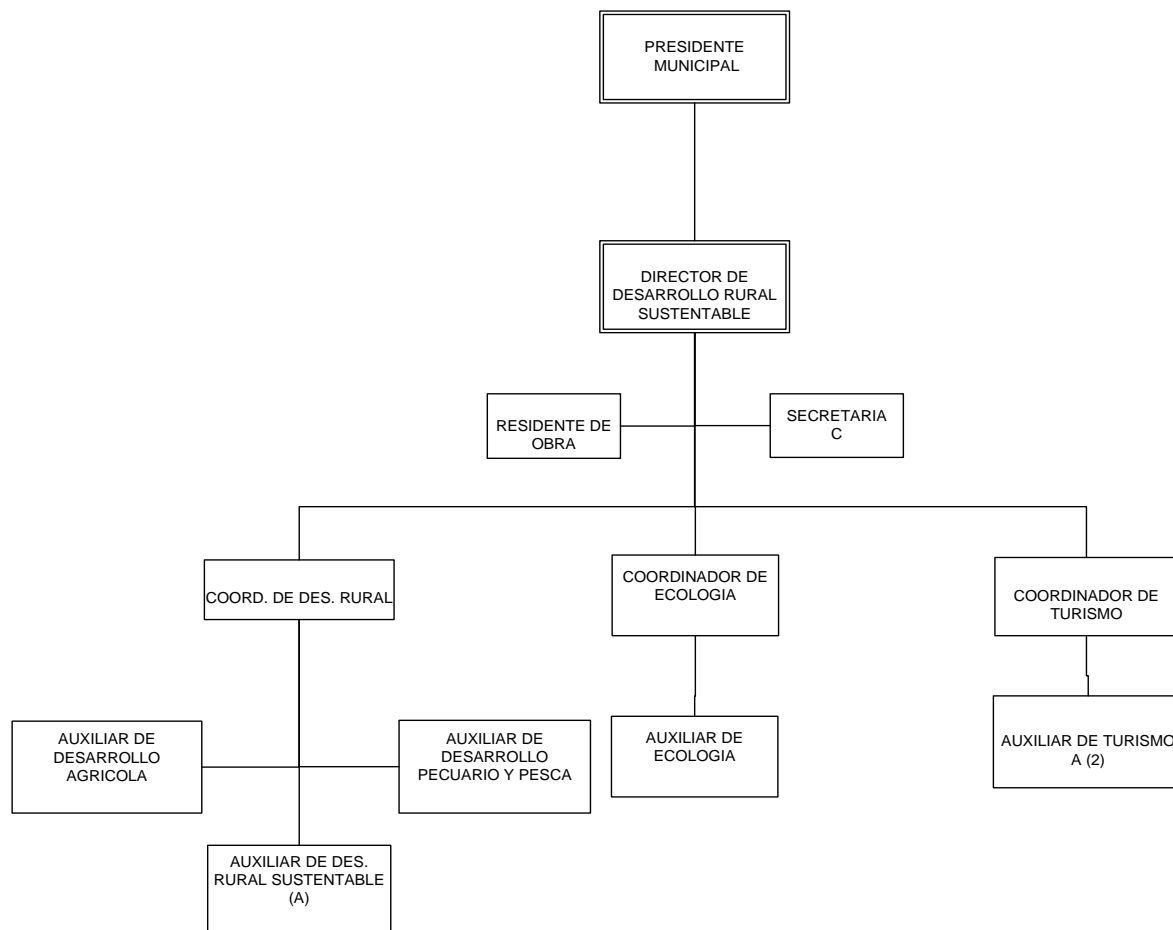 PRESIDENTE
MUNICIPAL
DIRECTOR DE
DESARROLLO RURAL
SUSTENTABLE
RESIDENTE DE
OBRA
SECRETARIA
C
COORD. DE DES. RURAL
COORDINADOR DE
ECOLOGIA
COORDINADOR DE
TURISMO
AUXILIAR DE
DESARROLLO
AGRICOLA
AUXILIAR DE
DESARROLLO
PECUARIO Y PESCA
AUXILIAR DE
ECOLOGIA
AUXILIAR DE TURISMO
A (2)
AUXILIAR DE DES.
RURAL SUSTENTABLE
(A)